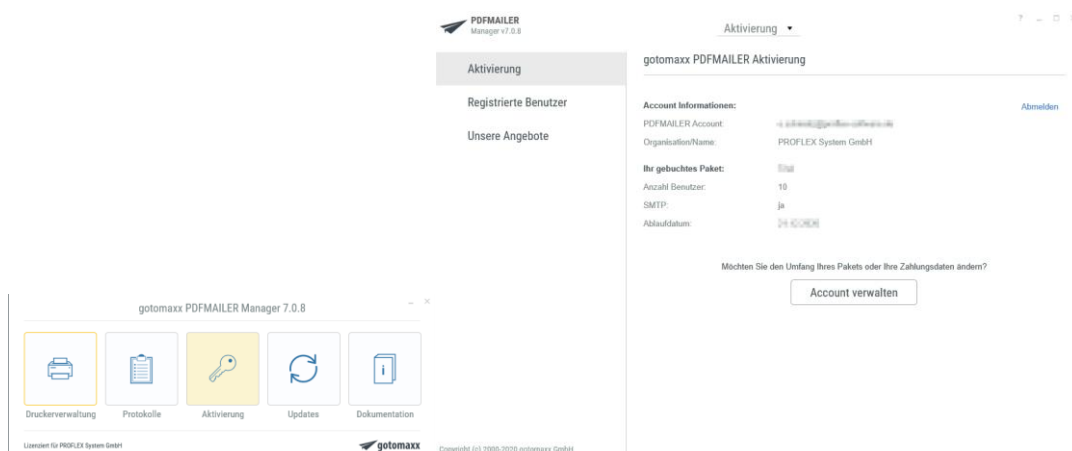 gotomaxx PDFMAILER Manager 7.0.8
Druckerverwaltung
Protokolle
Aktivierung
Updates
Dokumentation
Lizenziert für PROFLEX System GmbH
gotomaxx
PDFMAILER
Manager v7.0.8
Aktivierung
Aktivierung
Registrierte Benutzer
Unsere Angebote
gotomaxx PDFMAILER Aktivierung
Account Informationen:
Abmelden
PDFMAILER Account:
Organisation/Name: PROFLEX System GmbH
Ihr gebuchtes Paket:
Anzahl Benutzer: 10
SMTP: ja
Ablaufdatum:
Möchten Sie den Umfang Ihres Pakets oder Ihre Zahlungsdaten ändern?
Account verwalten
Copyright (c) 2000-2020 gotomaxx GmbH